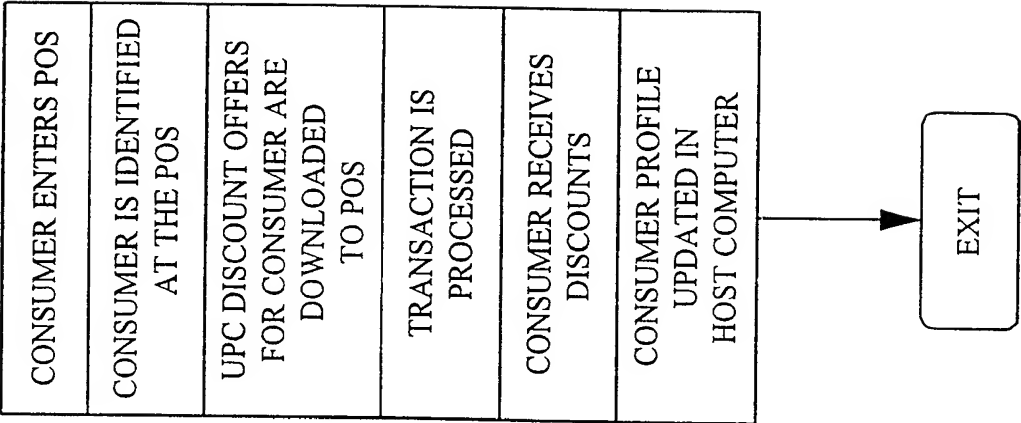 CONSUMER ENTERS POS
CONSUMER IS IDENTIFIED
AT THE POS
UPC DISCOUNT OFFERS
FOR CONSUMER ARE
DOWNLOADED
TO POS
TRANSACTION IS
PROCESSED
CONSUMER RECEIVES
DISCOUNTS
CONSUMER PROFILE
UPDATED IN
HOST COMPUTER
EXIT